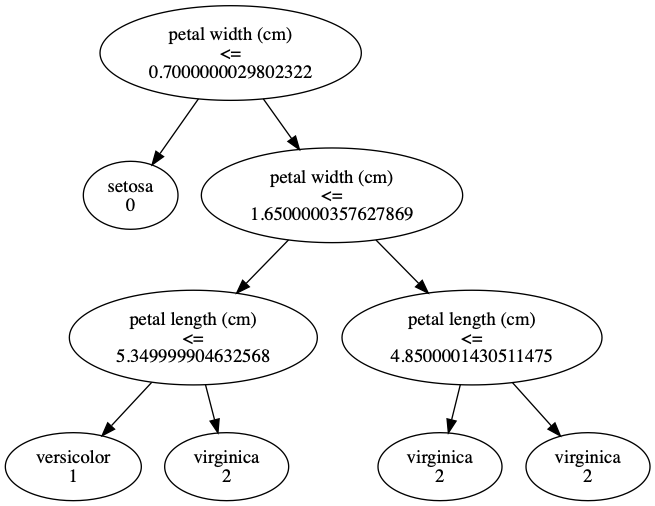 petal width (cm)
<=
0.7000000029802322
setosa
0
petal width (cm)
<=
1.6500000357627869
petal length (cm)
<=
5.349999904632568
petal length (cm)
<=
4.8500001430511475
versicolor
1
virginica
2
virginica
2
virginica
2